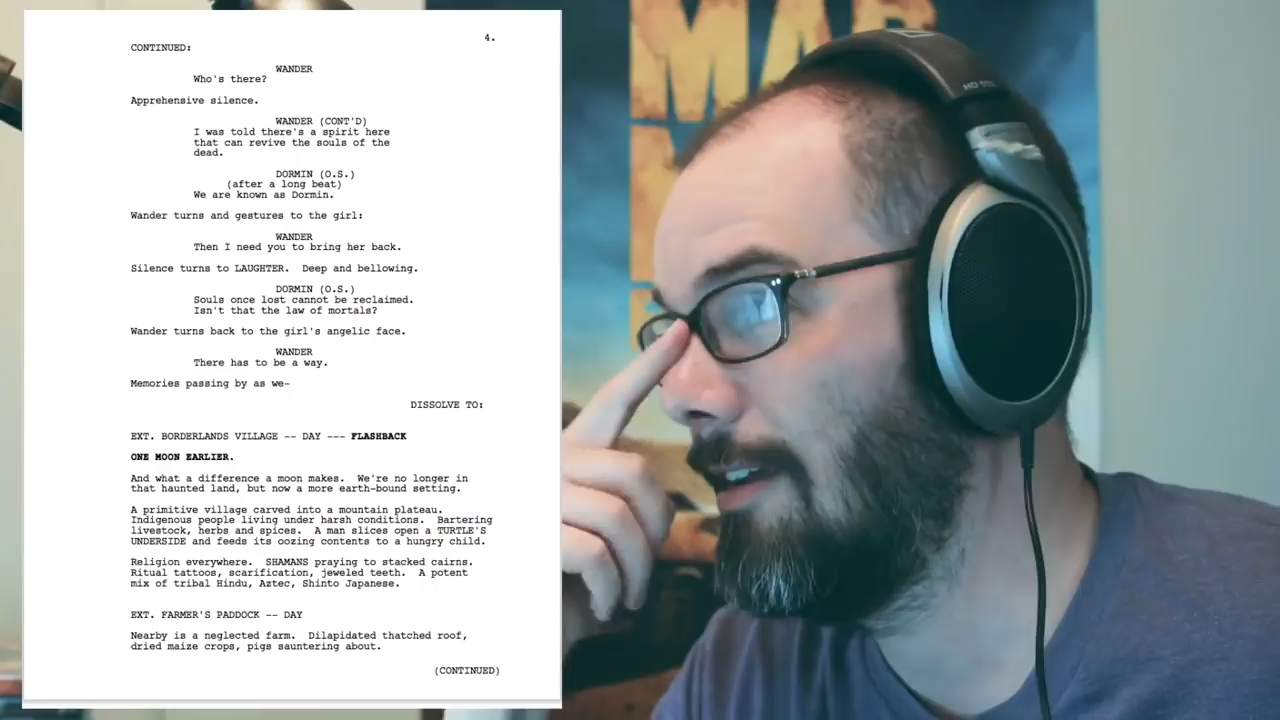 4.
CONTINUED:
WANDER
Who's there?
Apprehensive silence.
WANDER (CONT'D)
I was told there's a spirit here
that can revive the souls of the
dead.
DORMIN (O.S.)
(after a long beat)
We are known as Dormin.
Wander turns and gestures to the girl:
WANDER
Then I need you to bring her back.
Silence turns to LAUGHTER.  Deep and bellowing.
DORMIN (O.S.)
Souls once lost cannot be reclaimed.
Isn't that the law of mortals?
Wander turns back to the girl's angelic face.
WANDER
There has to be a way.
Memories passing by as we-
DISSOLVE TO:
EXT. BORDERLANDS VILLAGE -- DAY --- FLASHBACK
ONE MOON EARLIER.
And what a difference a moon makes.  We're no longer in
that haunted land, but now a more earth-bound setting.
A primitive village carved into a mountain plateau.
Indigenous people living under harsh conditions.  Bartering
livestock, herbs and spices.  A man slices open a TURTLE'S
UNDERSIDE and feeds its oozing contents to a hungry child.
Religion everywhere.  SHAMANS praying to stacked cairns.
Ritual tattoos, scarification, jeweled teeth.  A potent
mix of tribal Hindu, Aztec, Shinto Japanese.
EXT. FARMER'S PADDOCK -- DAY
Nearby is a neglected farm.  Dilapidated thatched roof,
dried maize crops, pigs sauntering about.
(CONTINUED)
MAD